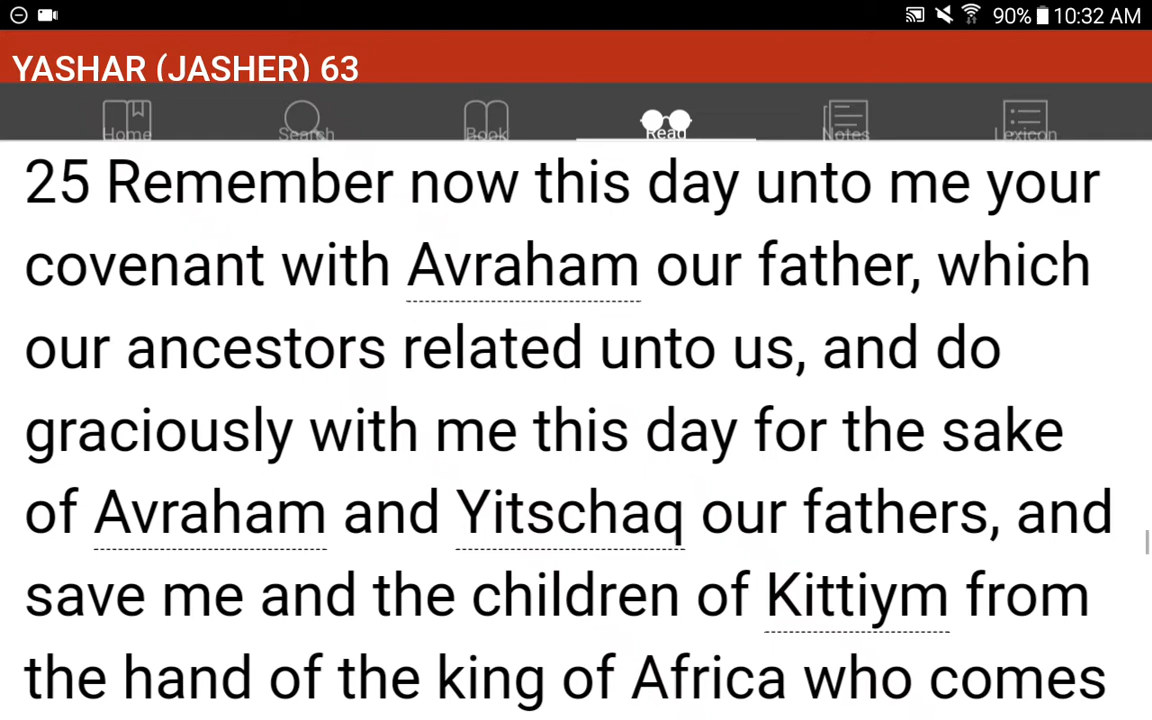 90% 10:32 AM
YASHAR (JASHER) 63
Home Search Book Read Notes Lexicon
25 Remember now this day unto me your
covenant with Avraham our father, which
our ancestors related unto us, and do
graciously with me this day for the sake
of Avraham and Yitschaq our fathers, and
save me and the children of Kittiym from
the hand of the king of Africa who comes